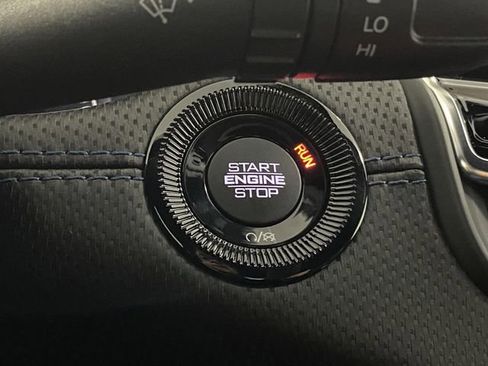 LO
HI
RUN
START
ENGINE
STOP